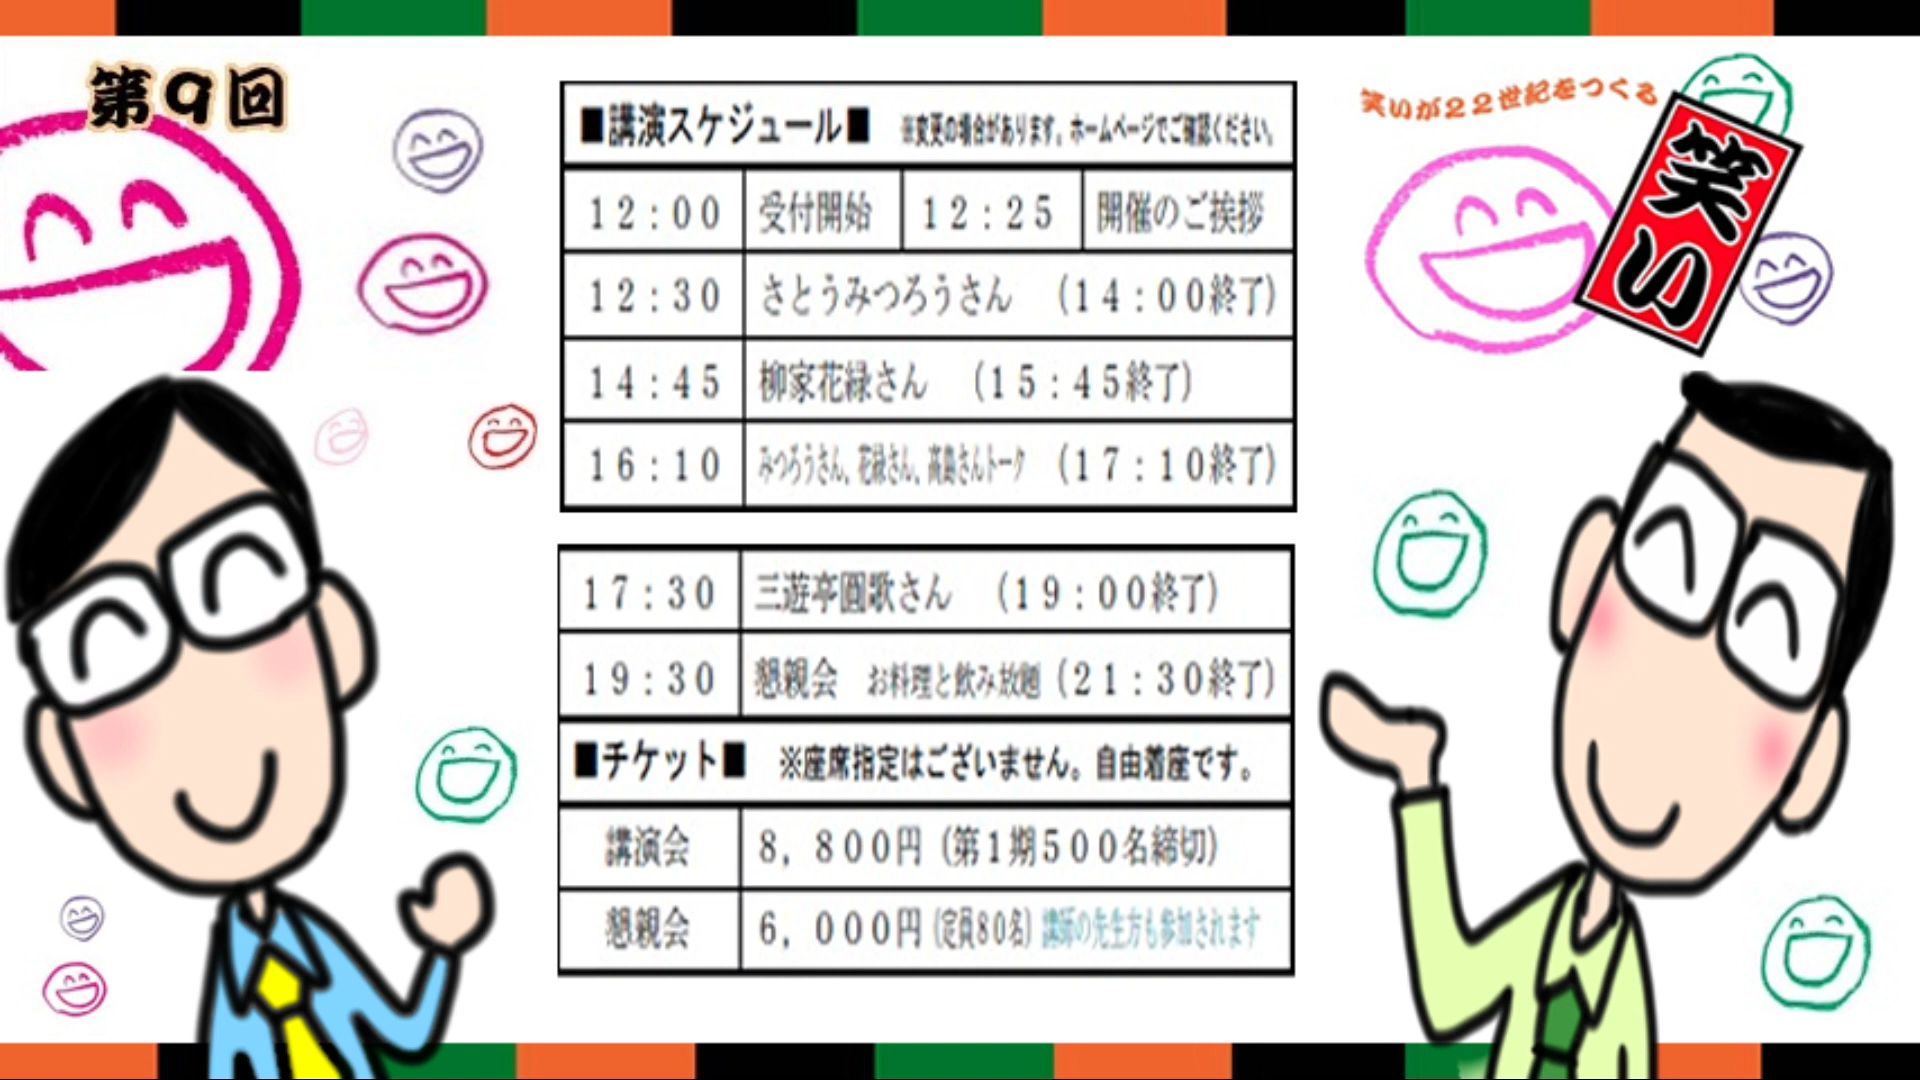 第9回
笑いが22世紀をつくる
笑い
■講演スケジュール■ ※変更の場合があります。ホームページでご確認ください。
12:00 受付開始 12:25 開催のご挨拶
12:30 さとうみつろうさん (14:00終了)
14:45 柳家花緑さん (15:45終了)
16:10 みつろうさん、花緑さん、高島さんトーク (17:10終了)
17:30 三遊亭圓歌さん (19:00終了)
19:30 懇親会 お料理と飲み放題 (21:30終了)
■チケット■ ※座席指定はございません。自由着座です。
講演会 8,800円 (第1期500名締切)
懇親会 6,000円 (定員80名) 講師の先生方も参加されます